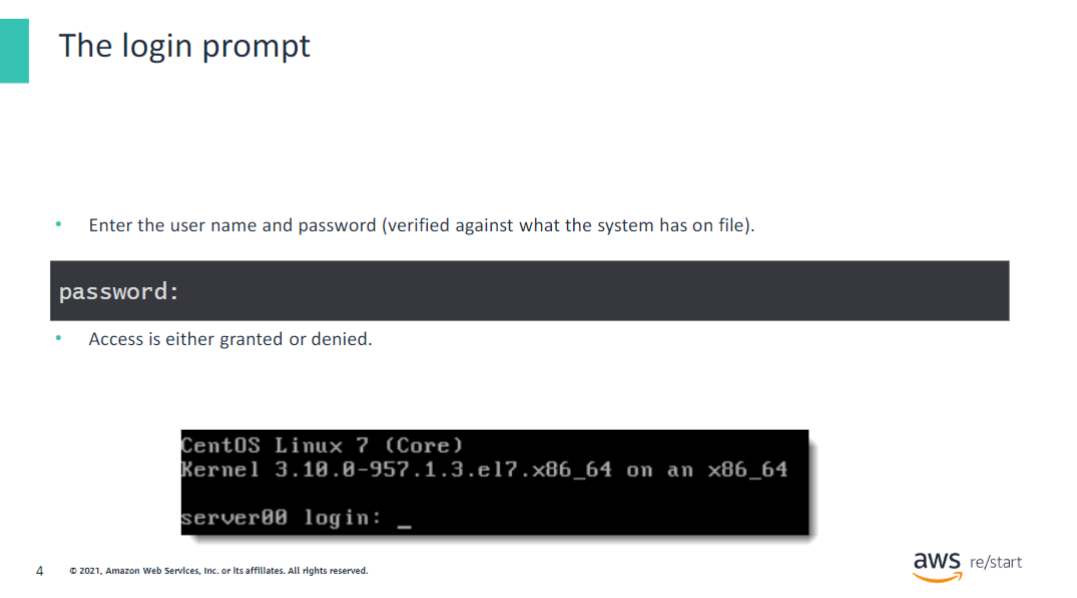 The login prompt
• Enter the user name and password (verified against what the system has on file).
password:
• Access is either granted or denied.
CentOS Linux 7 (Core)
Kernel 3.10.0-957.1.3.el7.x86_64 on an x86_64
server00 login: _
4 © 2021, Amazon Web Services, Inc. or its affiliates. All rights reserved.
aws re/start